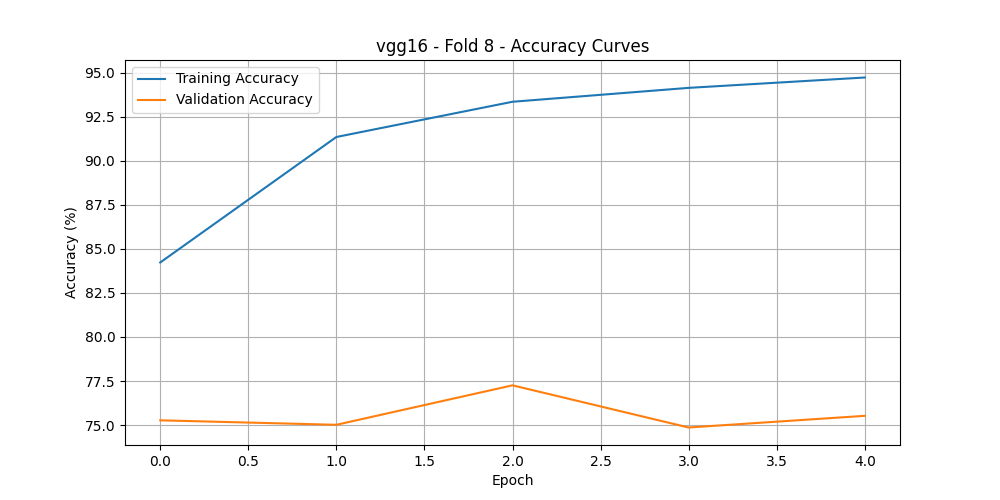 vgg16 - Fold 8 - Accuracy Curves
Training Accuracy
Validation Accuracy
Accuracy (%)
95.0
92.5
90.0
87.5
85.0
82.5
80.0
77.5
75.0
0.0 0.5 1.0 1.5 2.0 2.5 3.0 3.5 4.0
Epoch